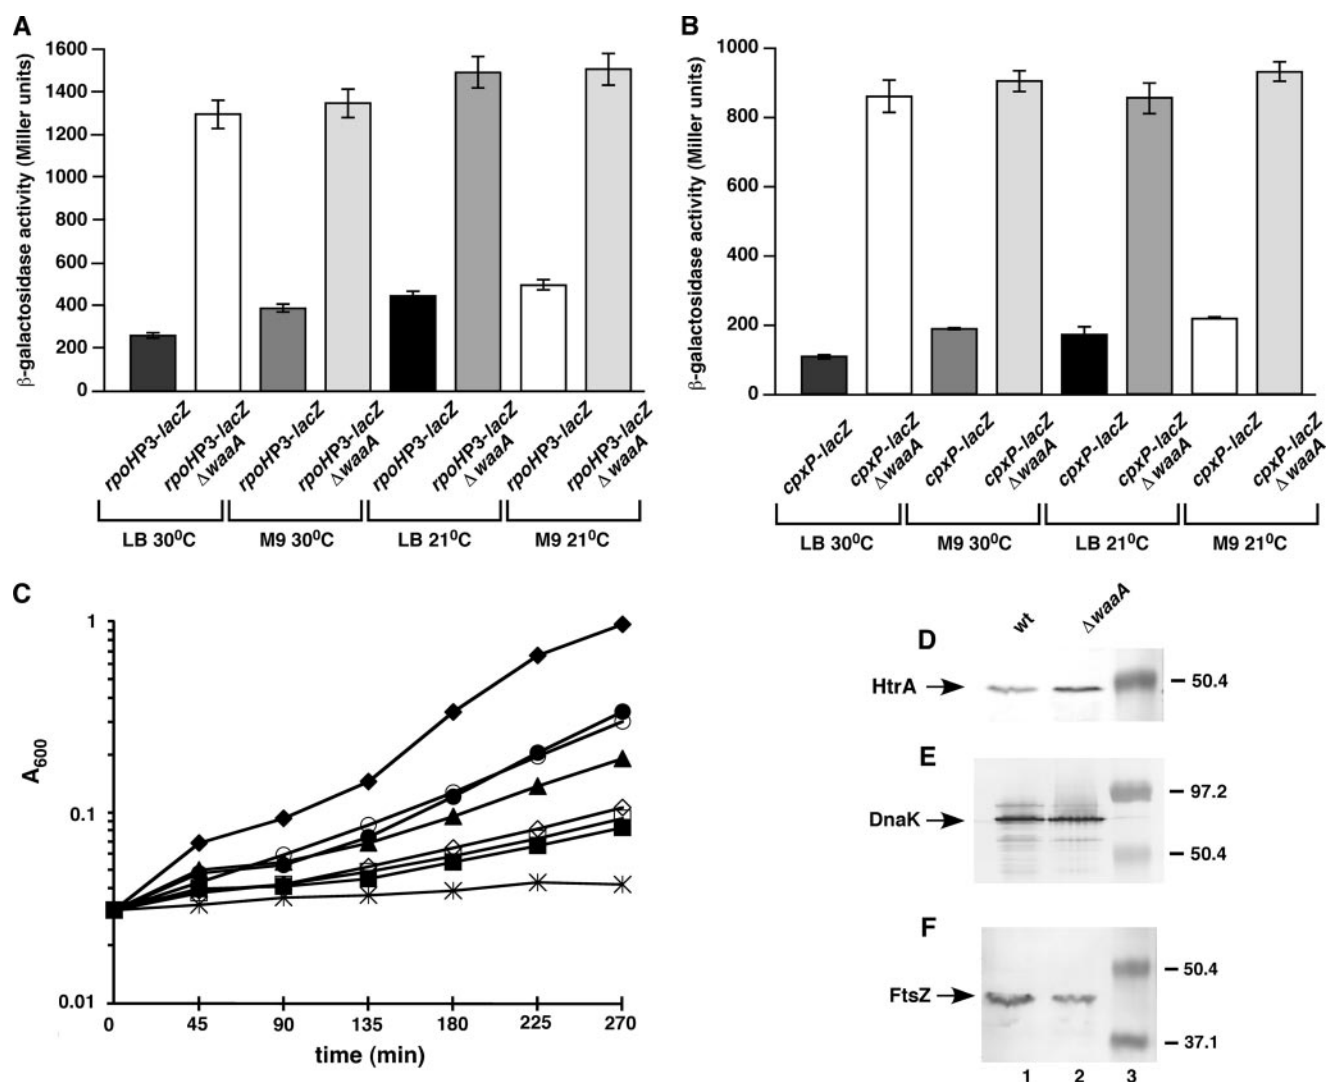 A
β-galactosidase activity (Miller units)
1600
1400
1200
1000
800
600
400
200
0
rpoHP3-lacZ
rpoHP3-lacZ
ΔwaaA
rpoHP3-lacZ
rpoHP3-lacZ
ΔwaaA
rpoHP3-lacZ
rpoHP3-lacZ
ΔwaaA
rpoHP3-lacZ
rpoHP3-lacZ
ΔwaaA
LB 30⁰C
M9 30⁰C
LB 21⁰C
M9 21⁰C
B
β-galactosidase activity (Miller units)
1000
800
600
400
200
0
cpxP-lacZ
cpxP-lacZ
ΔwaaA
cpxP-lacZ
cpxP-lacZ
ΔwaaA
cpxP-lacZ
cpxP-lacZ
ΔwaaA
cpxP-lacZ
cpxP-lacZ
ΔwaaA
LB 30⁰C
M9 30⁰C
LB 21⁰C
M9 21⁰C
C
A600
1
0.1
0.01
0
45
90
135
180
225
270
time (min)
wt
ΔwaaA
D
HtrA
50.4
E
DnaK
97.2
50.4
F
FtsZ
50.4
37.1
1
2
3